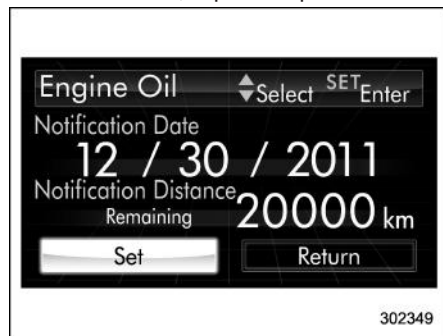 Engine Oil Select SET Enter
Notification Date
12 / 30 / 2011
Notification Distance
Remaining 20000 km
Set Return
302349